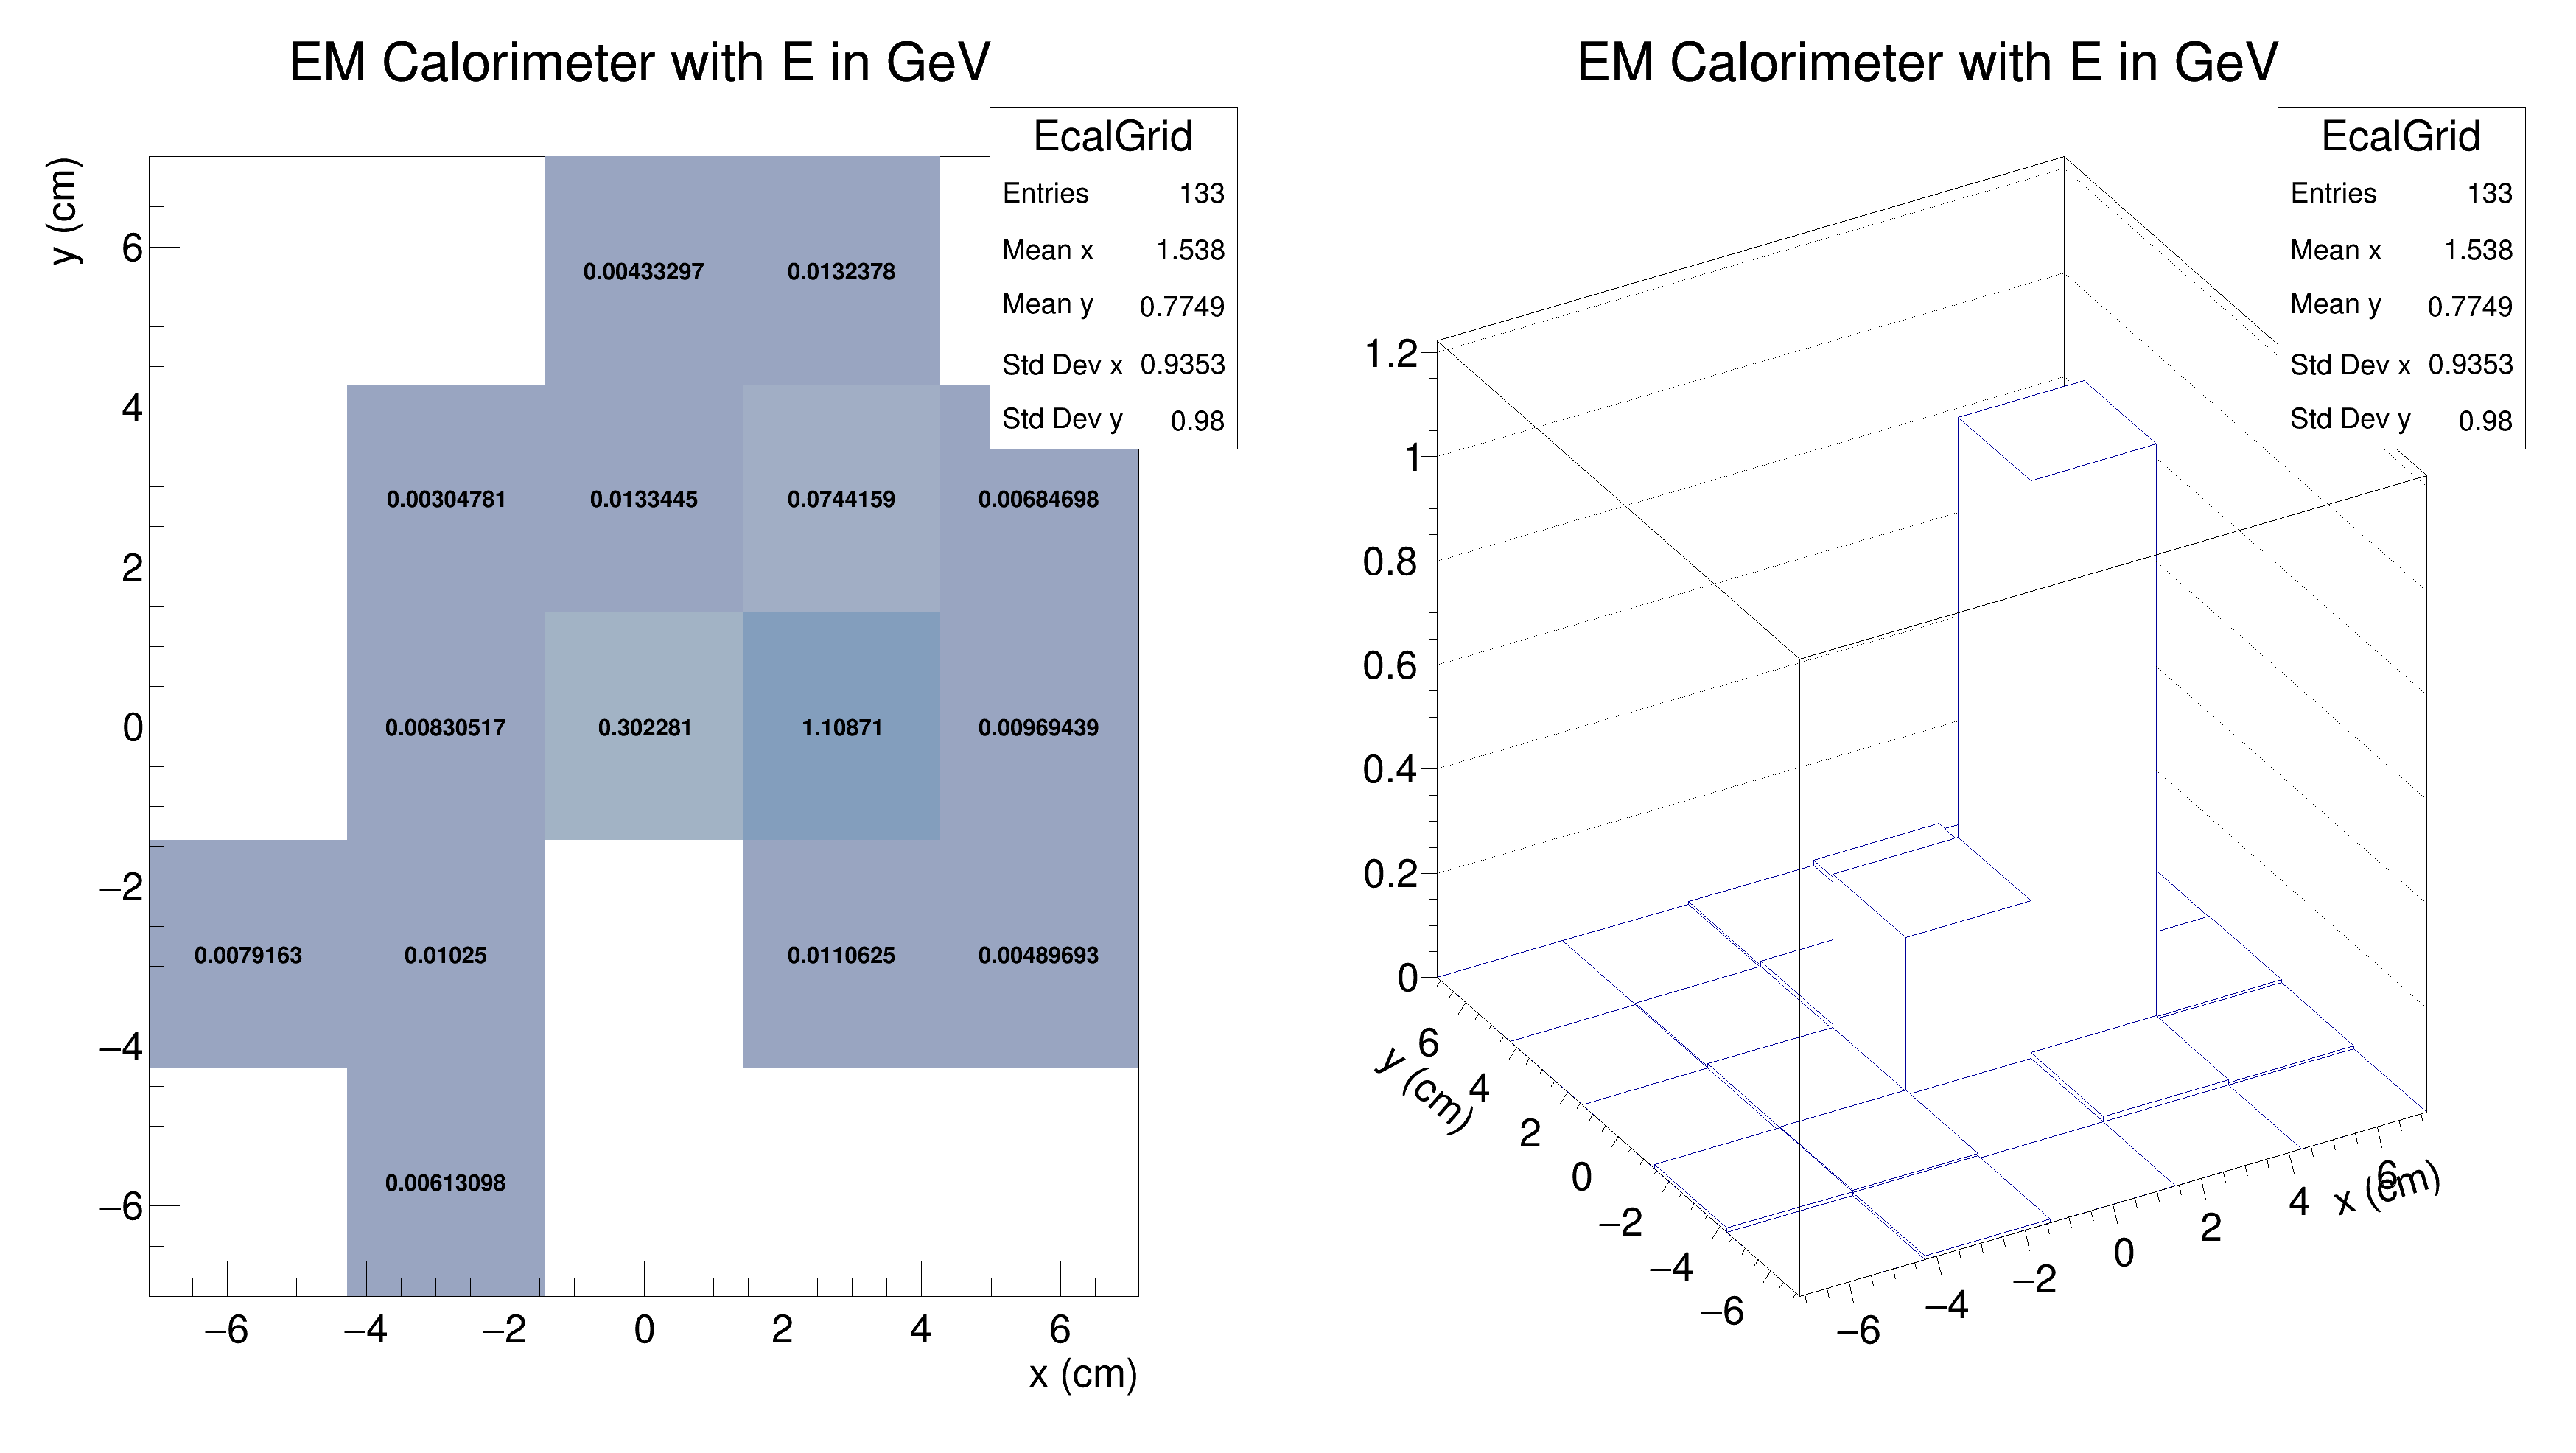 EM Calorimeter with E in GeV
EcalGrid
Entries 133
Mean x 1.538
Mean y 0.7749
Std Dev x 0.9353
Std Dev y 0.98
y (cm)
6
4
2
0
−2
−4
−6
0.00433297 0.0132378
0.00304781 0.0133445 0.0744159 0.00684698
0.00830517 0.302281 1.10871 0.00969439
0.0079163 0.01025 0.0110625 0.00489693
0.00613098
−6 −4 −2 0 2 4 6
x (cm)
EM Calorimeter with E in GeV
EcalGrid
Entries 133
Mean x 1.538
Mean y 0.7749
Std Dev x 0.9353
Std Dev y 0.98
1.2
1
0.8
0.6
0.4
0.2
0
6
4
2
0
−2
−4
−6
y (cm)
−6
−4
−2
0
2
4
6
x (cm)